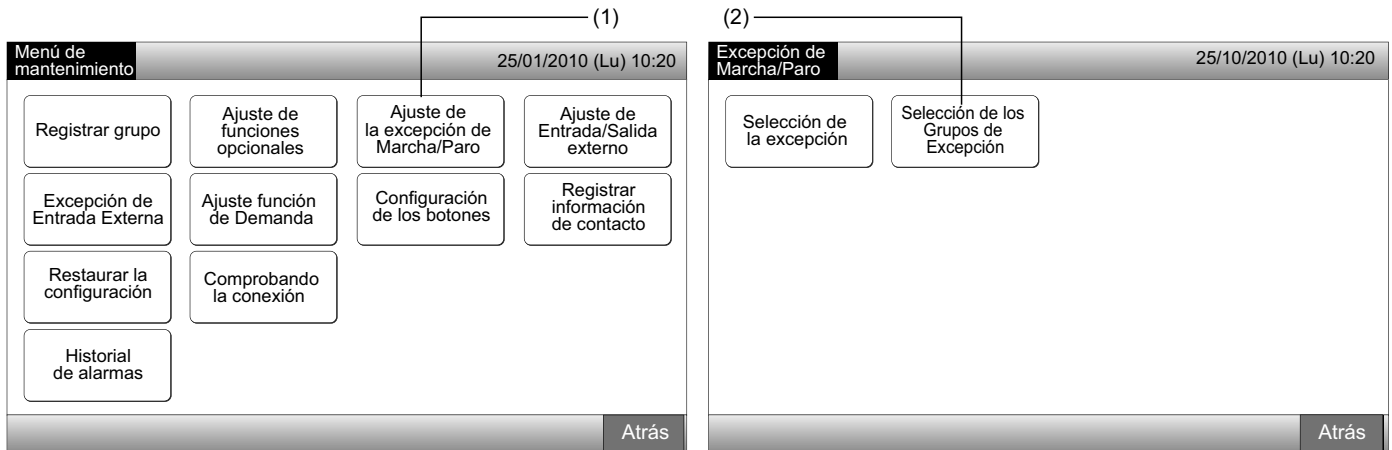 (1)
(2)
Menú de
mantenimiento
25/01/2010 (Lu) 10:20
Registrar grupo
Ajuste de
funciones
opcionales
Ajuste de
la excepción de
Marcha/Paro
Ajuste de
Entrada/Salida
externo
Excepción de
Entrada Externa
Ajuste función
de Demanda
Configuración
de los botones
Registrar
información
de contacto
Restaurar la
configuración
Comprobando
la conexión
Historial
de alarmas
Atrás
Excepción de
Marcha/Paro
25/10/2010 (Lu) 10:20
Selección de
la excepción
Selección de los
Grupos de
Excepción
Atrás